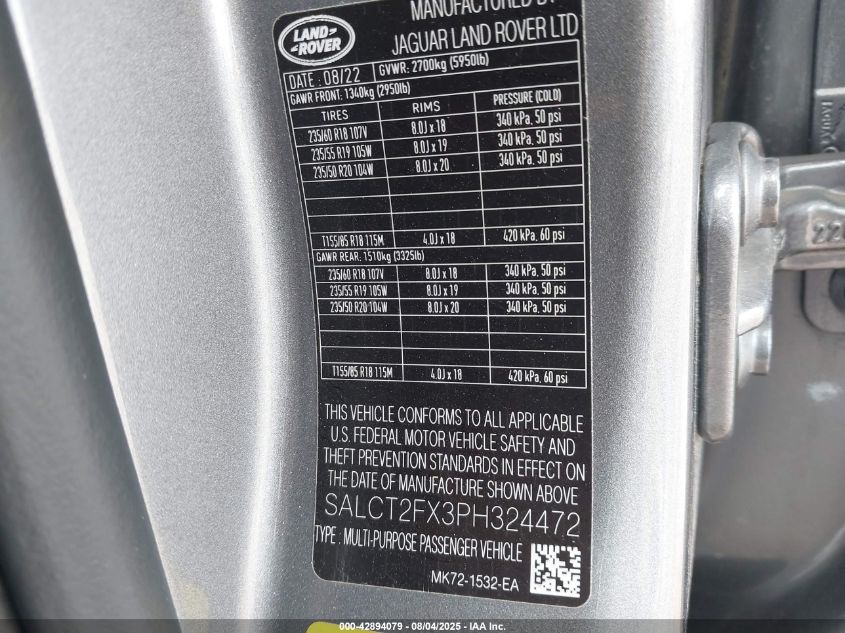 MANUFACTURED BY
JAGUAR LAND ROVER LTD
LAND ROVER
DATE : 08/22
GVWR: 2700kg (5950lb)
GAWR FRONT: 1340kg (2950lb)
TIRES RIMS PRESSURE (COLD)
235/60 R18 107V 8.0J x 18 340 kPa, 50 psi
235/55 R19 105W 8.0J x 19 340 kPa, 50 psi
235/50 R20 104W 8.0J x 20 340 kPa, 50 psi
T155/85 R18 115M 4.0J x 18 420 kPa, 60 psi
GAWR REAR: 1510kg (3325lb)
235/60 R18 107V 8.0J x 18 340 kPa, 50 psi
235/55 R19 105W 8.0J x 19 340 kPa, 50 psi
235/50 R20 104W 8.0J x 20 340 kPa, 50 psi
T155/85 R18 115M 4.0J x 18 420 kPa, 60 psi
THIS VEHICLE CONFORMS TO ALL APPLICABLE
U.S. FEDERAL MOTOR VEHICLE SAFETY AND
THEFT PREVENTION STANDARDS IN EFFECT ON
THE DATE OF MANUFACTURE SHOWN ABOVE
SALCT2FX3PH324472
TYPE : MULTI-PURPOSE PASSENGER VEHICLE
MK72-1532-EA
000-42894079 - 08/04/2025 - IAA Inc.